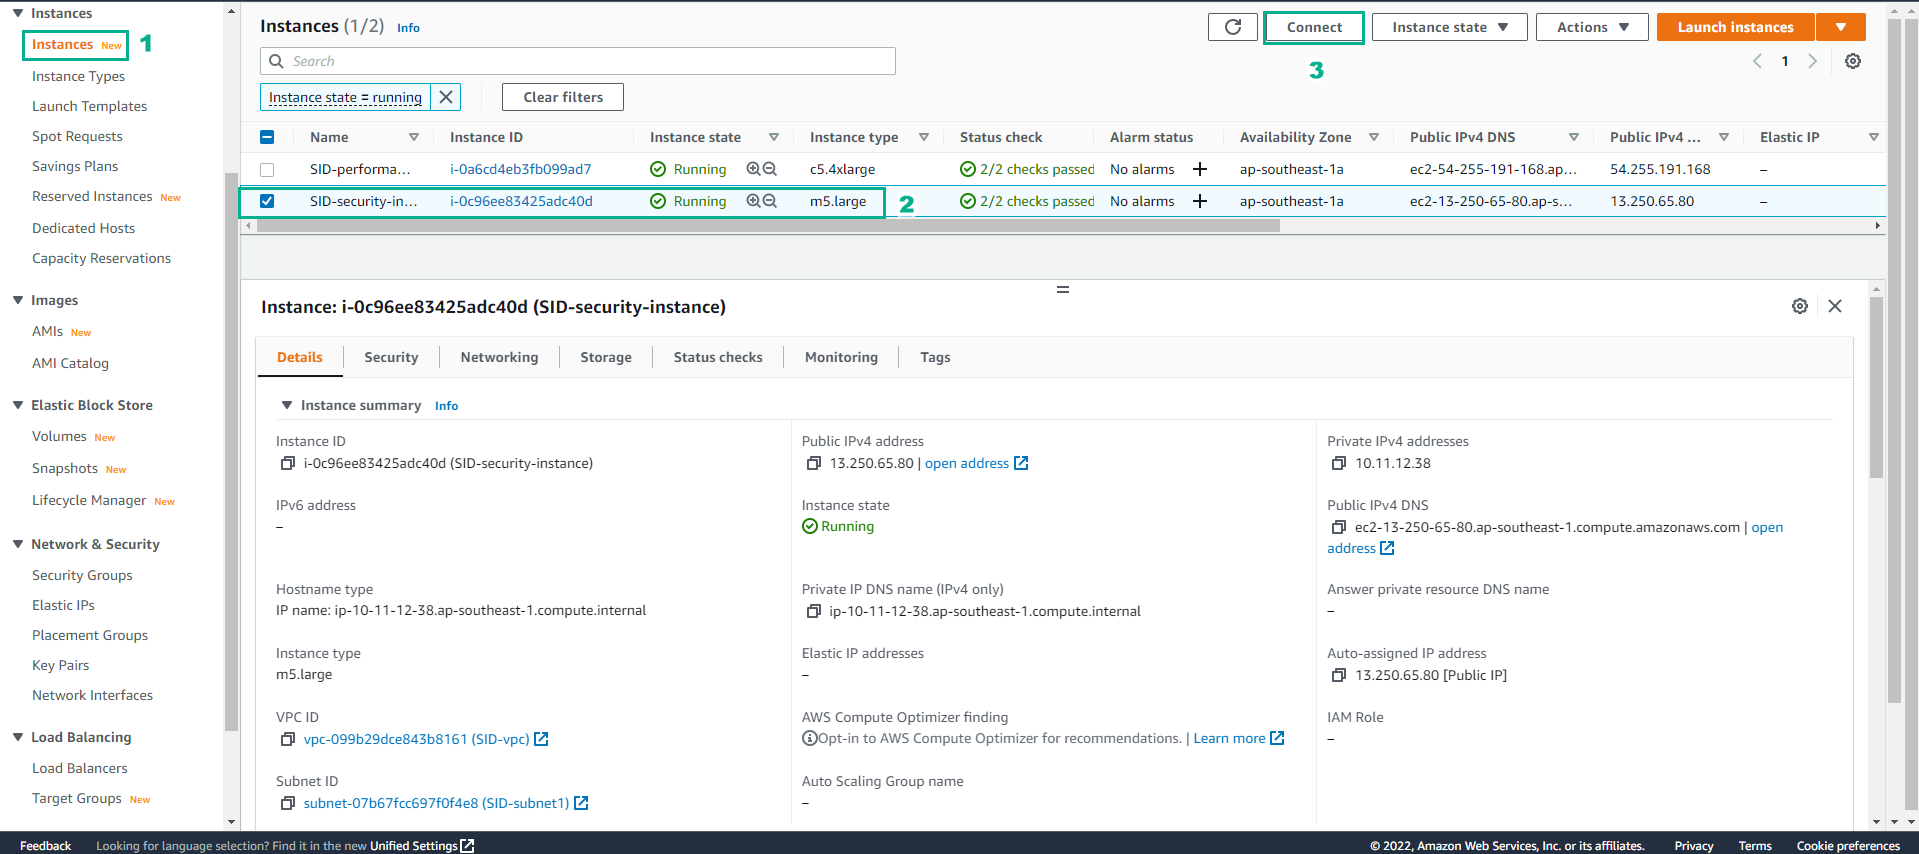 Instances
Instances New
1
Instance Types
Launch Templates
Spot Requests
Savings Plans
Reserved Instances New
Dedicated Hosts
Capacity Reservations
Images
AMIs New
AMI Catalog
Elastic Block Store
Volumes New
Snapshots New
Lifecycle Manager New
Network & Security
Security Groups
Elastic IPs
Placement Groups
Key Pairs
Network Interfaces
Load Balancing
Load Balancers
Target Groups New
Instances (1/2) Info
Connect
Instance state
Actions
Launch instances
3
Search
1
Instance state = running
Clear filters
Name Instance ID Instance state Instance type Status check Alarm status Availability Zone Public IPv4 DNS Public IPv4 ... Elastic IP
SID-performa... i-0a6cd4eb3fb099ad7 Running c5.4xlarge 2/2 checks passed No alarms + ap-southeast-1a ec2-54-255-191-168.ap... 54.255.191.168 –
SID-security-in... i-0c96ee83425adc40d Running m5.large 2 2/2 checks passed No alarms + ap-southeast-1a ec2-13-250-65-80.ap-s... 13.250.65.80 –
Instance: i-0c96ee83425adc40d (SID-security-instance)
Details Security Networking Storage Status checks Monitoring Tags
Instance summary Info
Instance ID
i-0c96ee83425adc40d (SID-security-instance)
Public IPv4 address
13.250.65.80 | open address
Private IPv4 addresses
10.11.12.38
IPv6 address
–
Instance state
Running
Public IPv4 DNS
ec2-13-250-65-80.ap-southeast-1.compute.amazonaws.com | open
address
Hostname type
IP name: ip-10-11-12-38.ap-southeast-1.compute.internal
Private IP DNS name (IPv4 only)
ip-10-11-12-38.ap-southeast-1.compute.internal
Answer private resource DNS name
–
Instance type
m5.large
Elastic IP addresses
–
Auto-assigned IP address
13.250.65.80 [Public IP]
VPC ID
vpc-099b29dce843b8161 (SID-vpc)
AWS Compute Optimizer finding
Opt-in to AWS Compute Optimizer for recommendations. | Learn more
IAM Role
–
Subnet ID
subnet-07b67fcc697f0f4e8 (SID-subnet1)
Auto Scaling Group name
–
Feedback Looking for language selection? Find it in the new Unified Settings © 2022, Amazon Web Services, Inc. or its affiliates. Privacy Terms Cookie preferences